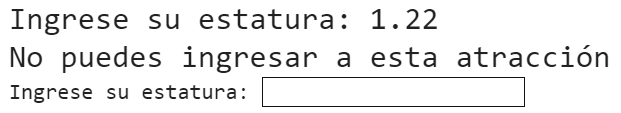 Ingrese su estatura: 1.22
No puedes ingresar a esta atracción
Ingrese su estatura: